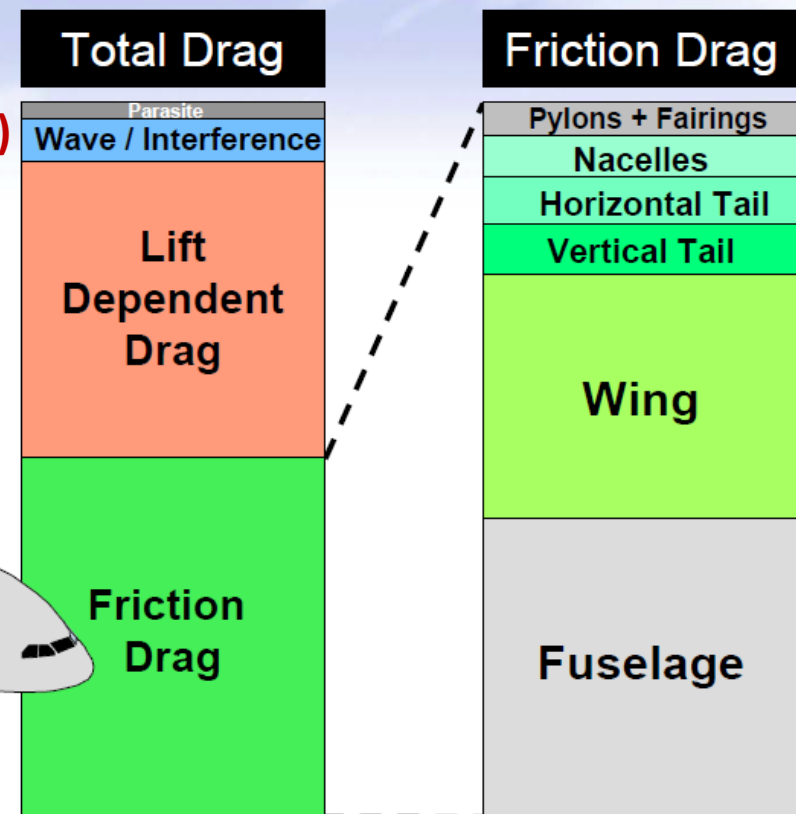 Total Drag
Parasite
)
Wave / Interference
Lift
Dependent
Drag
Friction
Drag
Friction Drag
Pylons + Fairings
Nacelles
Horizontal Tail
Vertical Tail
Wing
Fuselage